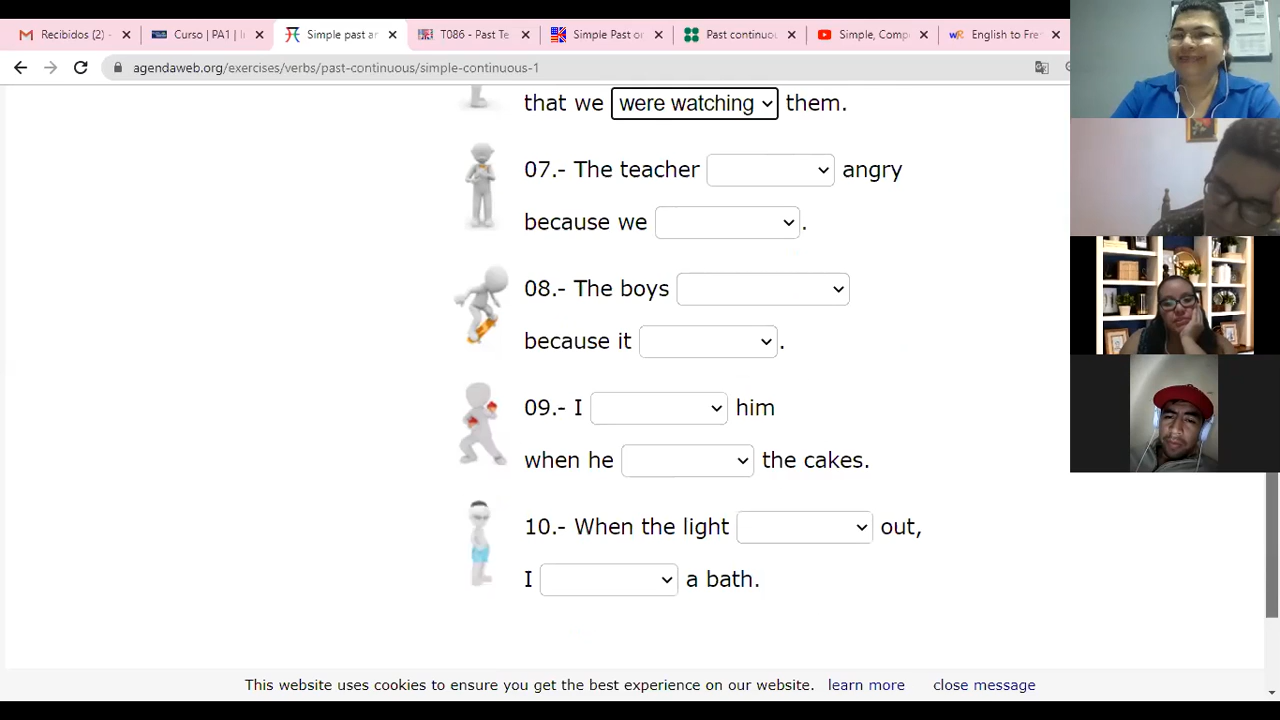 Recibidos (2) -
Curso | PA1 | I
Simple past ar
T086 - Past T
Simple Past or
Past continuou
Simple, Comp
English to Fre
agendaweb.org/exercises/verbs/past-continuous/simple-continuous-1
that we were watching them.
07.- The teacher angry
because we .
08.- The boys
because it .
09.- I him
when he the cakes.
10.- When the light out,
I a bath.
This website uses cookies to ensure you get the best experience on our website. learn more close message